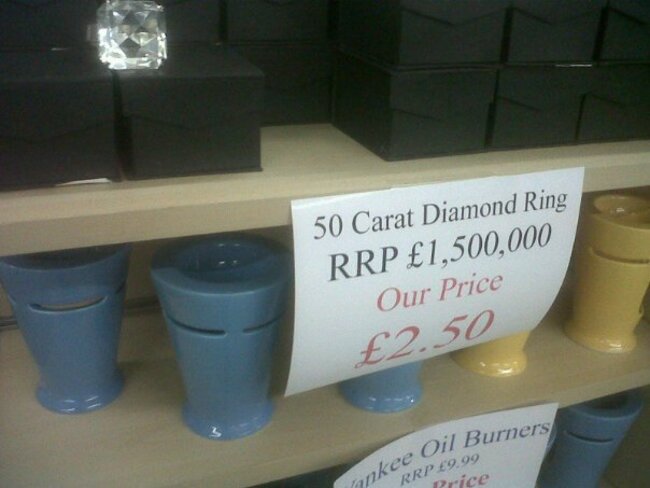 50 Carat Diamond Ring
RRP £1,500,000
Our Price
£2.50
Yankee Oil Burners
RRP £9.99
Price